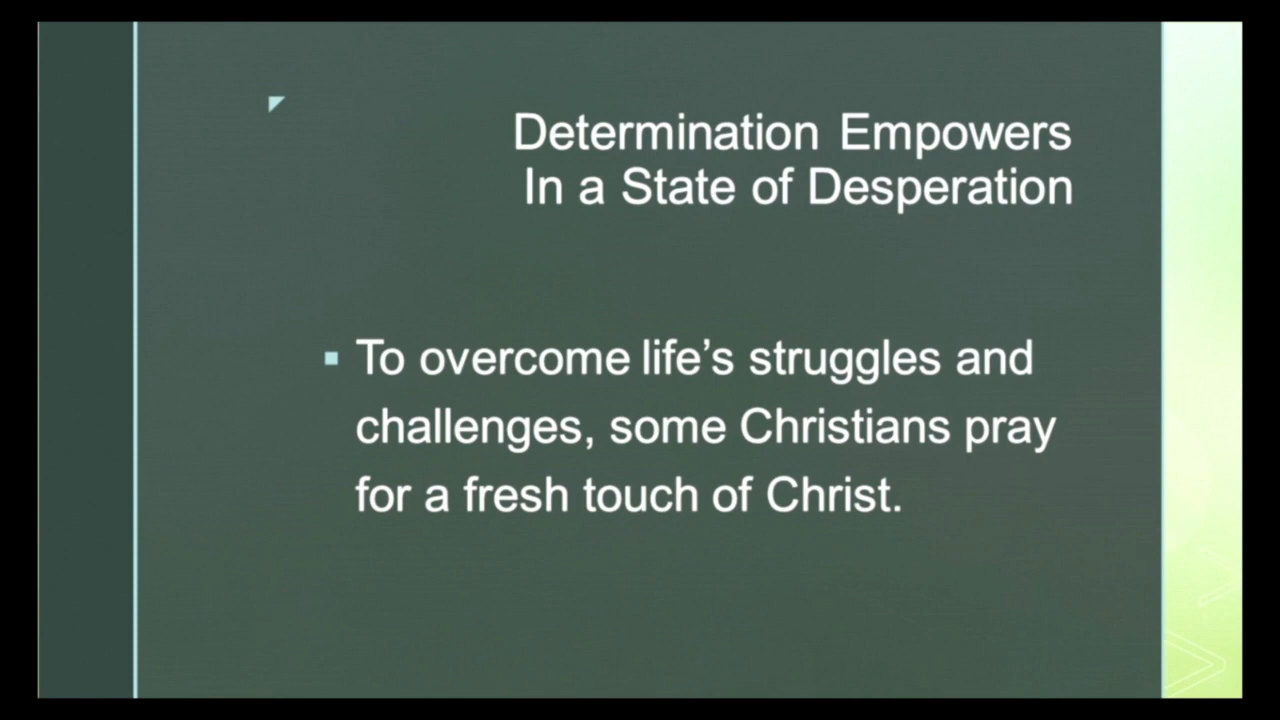 Determination Empowers
In a State of Desperation
To overcome life’s struggles and
challenges, some Christians pray
for a fresh touch of Christ.